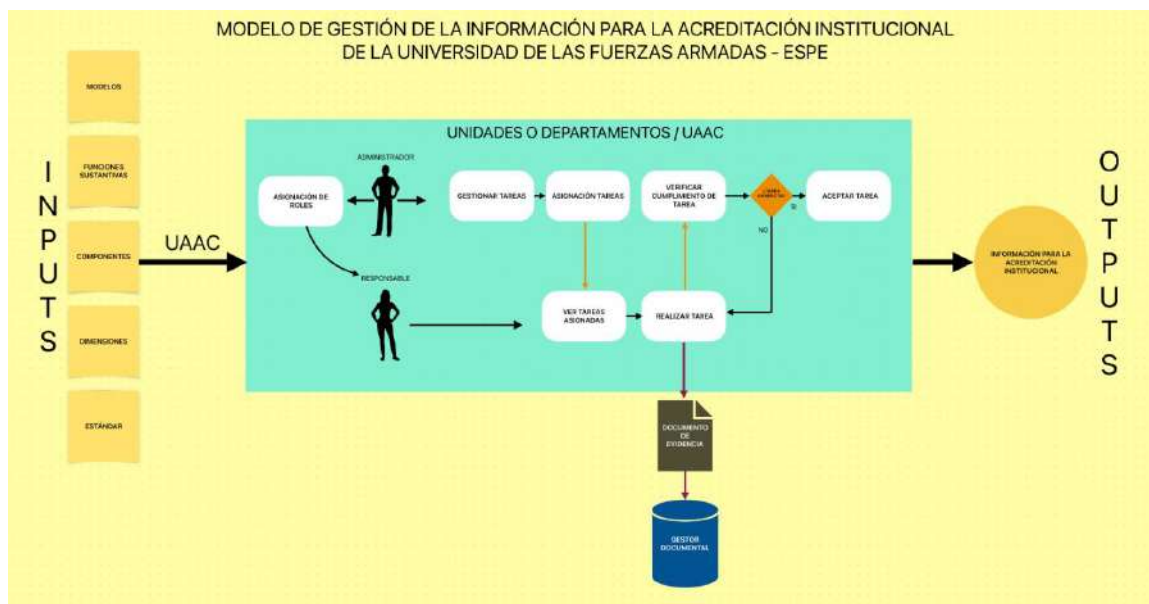 MODELO DE GESTIÓN DE LA INFORMACIÓN PARA LA ACREDITACIÓN INSTITUCIONAL
DE LA UNIVERSIDAD DE LAS FUERZAS ARMADAS - ESPE
INPUTS
MODELOS
FUNCIONES
SUSTANTIVAS
COMPONENTES
DIMENSIONES
ESTÁNDAR
UAAC
UNIDADES O DEPARTAMENTOS / UAAC
ADMINISTRADOR
ASIGNACIÓN DE
ROLES
RESPONSABLE
GESTIONAR TAREAS
ASIGNACIÓN TAREAS
VERIFICAR
CUMPLIMIENTO DE
TAREA
SI
NO
ACEPTAR TAREA
VER TAREAS
ASIGNADAS
REALIZAR TAREA
DOCUMENTO
DE
EVIDENCIA
GESTOR
DOCUMENTAL
INFORMACIÓN PARA LA
ACREDITACIÓN
INSTITUCIONAL
OUTPUTS